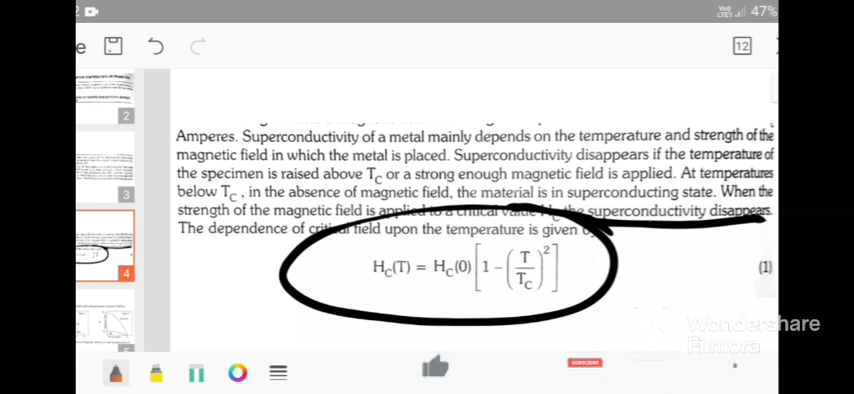 2
Vo))
LTE1
47%
e
12
Amperes. Superconductivity of a metal mainly depends on the temperature and strength of the
magnetic field in which the metal is placed. Superconductivity disappears if the temperature of
the specimen is raised above T_C or a strong enough magnetic field is applied. At temperatures
below T_C, in the absence of magnetic field, the material is in superconducting state. When the
strength of the magnetic field is applied to a critical value the superconductivity disappears.
The dependence of critical field upon the temperature is given
H_C(T) = H_C(0) [1 - (T/T_C)^2] (1)
2
3
4
5
Wondershare
Filmora
SUBSCRIBE